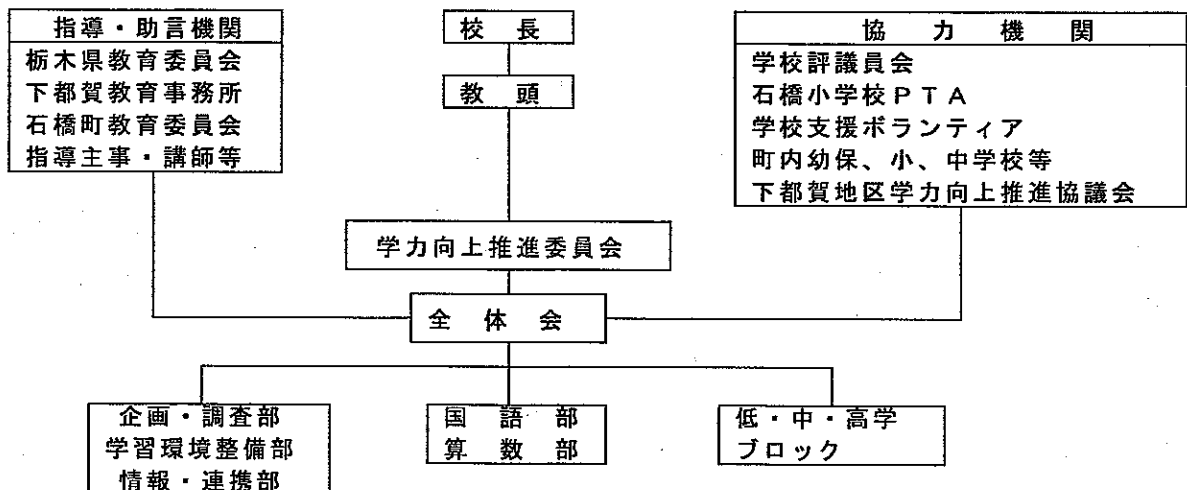 指導・助言機関
栃木県教育委員会
下都賀教育事務所
石橋町教育委員会
指導主事・講師等
校長
教頭
協力機関
学校評議員会
石橋小学校PTA
学校支援ボランティア
町内幼保、小、中学校等
下都賀地区学力向上推進協議会
学力向上推進委員会
全体会
企画・調査部
学習環境整備部
情報・連携部
国語部
算数部
低・中・高学
ブロック